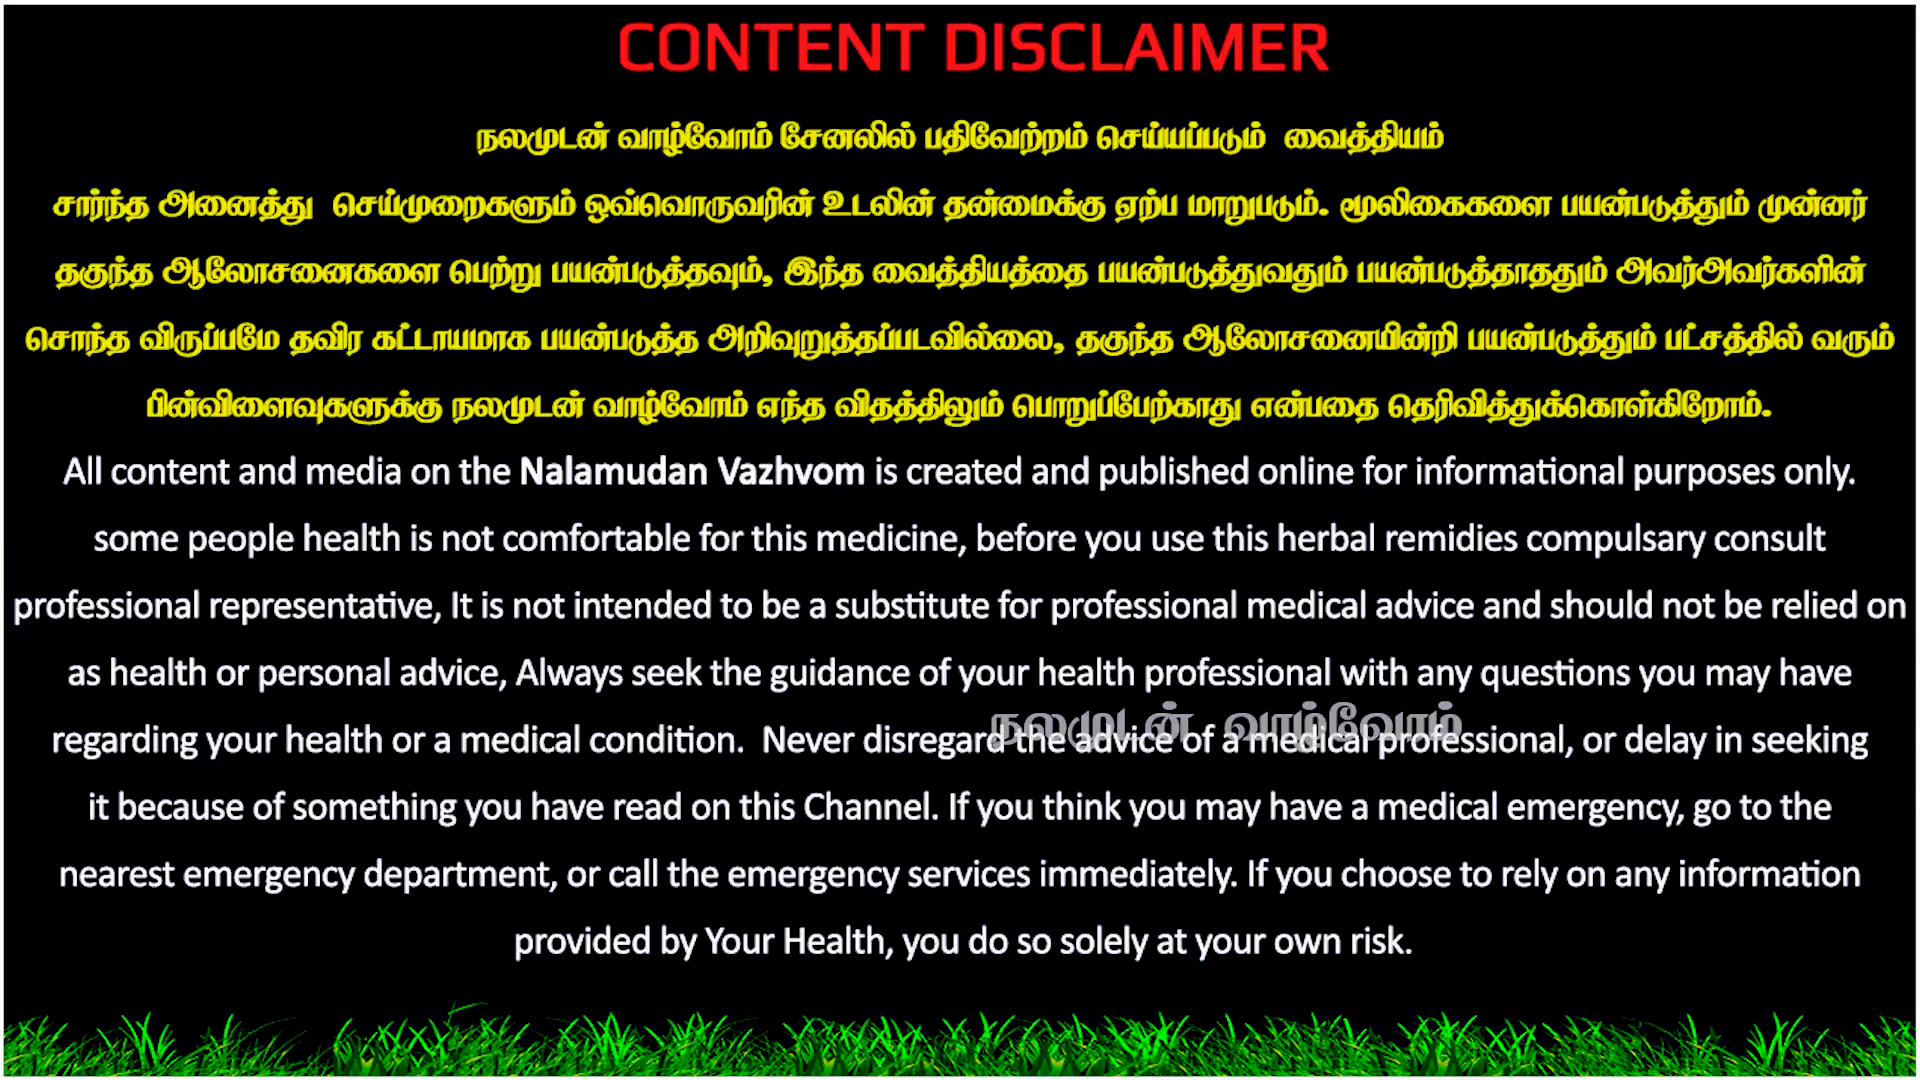 CONTENT DISCLAIMER
நலமுடன் வாழ்வோம் சேனலில் பதிவேற்றம் செய்யப்படும் வைத்தியம்
சார்ந்த அனைத்து செய்முறைகளும் ஒவ்வொருவரின் உடலின் தன்மைக்கு ஏற்ப மாறுபடும். மூலிகைகளை பயன்படுத்தும் முன்னர்
தகுந்த ஆலோசனைகளை பெற்று பயன்படுத்தவும், இந்த வைத்தியத்தை பயன்படுத்துவதும் பயன்படுத்தாததும் அவர்அவர்களின்
சொந்த விருப்பமே தவிர கட்டாயமாக பயன்படுத்த அறிவுறுத்தப்படவில்லை, தகுந்த ஆலோசனையின்றி பயன்படுத்தும் பட்சத்தில் வரும்
பின்விளைவுகளுக்கு நலமுடன் வாழ்வோம் எந்த விதத்திலும் பொறுப்பேற்காது என்பதை தெரிவித்துக்கொள்கிறோம்.
All content and media on the Nalamudan Vazhvom is created and published online for informational purposes only.
some people health is not comfortable for this medicine, before you use this herbal remidies compulsary consult
professional representative, It is not intended to be a substitute for professional medical advice and should not be relied on
as health or personal advice, Always seek the guidance of your health professional with any questions you may have
நலமுடன் வாழ்வோம்
regarding your health or a medical condition. Never disregard the advice of a medical professional, or delay in seeking
it because of something you have read on this Channel. If you think you may have a medical emergency, go to the
nearest emergency department, or call the emergency services immediately. If you choose to rely on any information
provided by Your Health, you do so solely at your own risk.